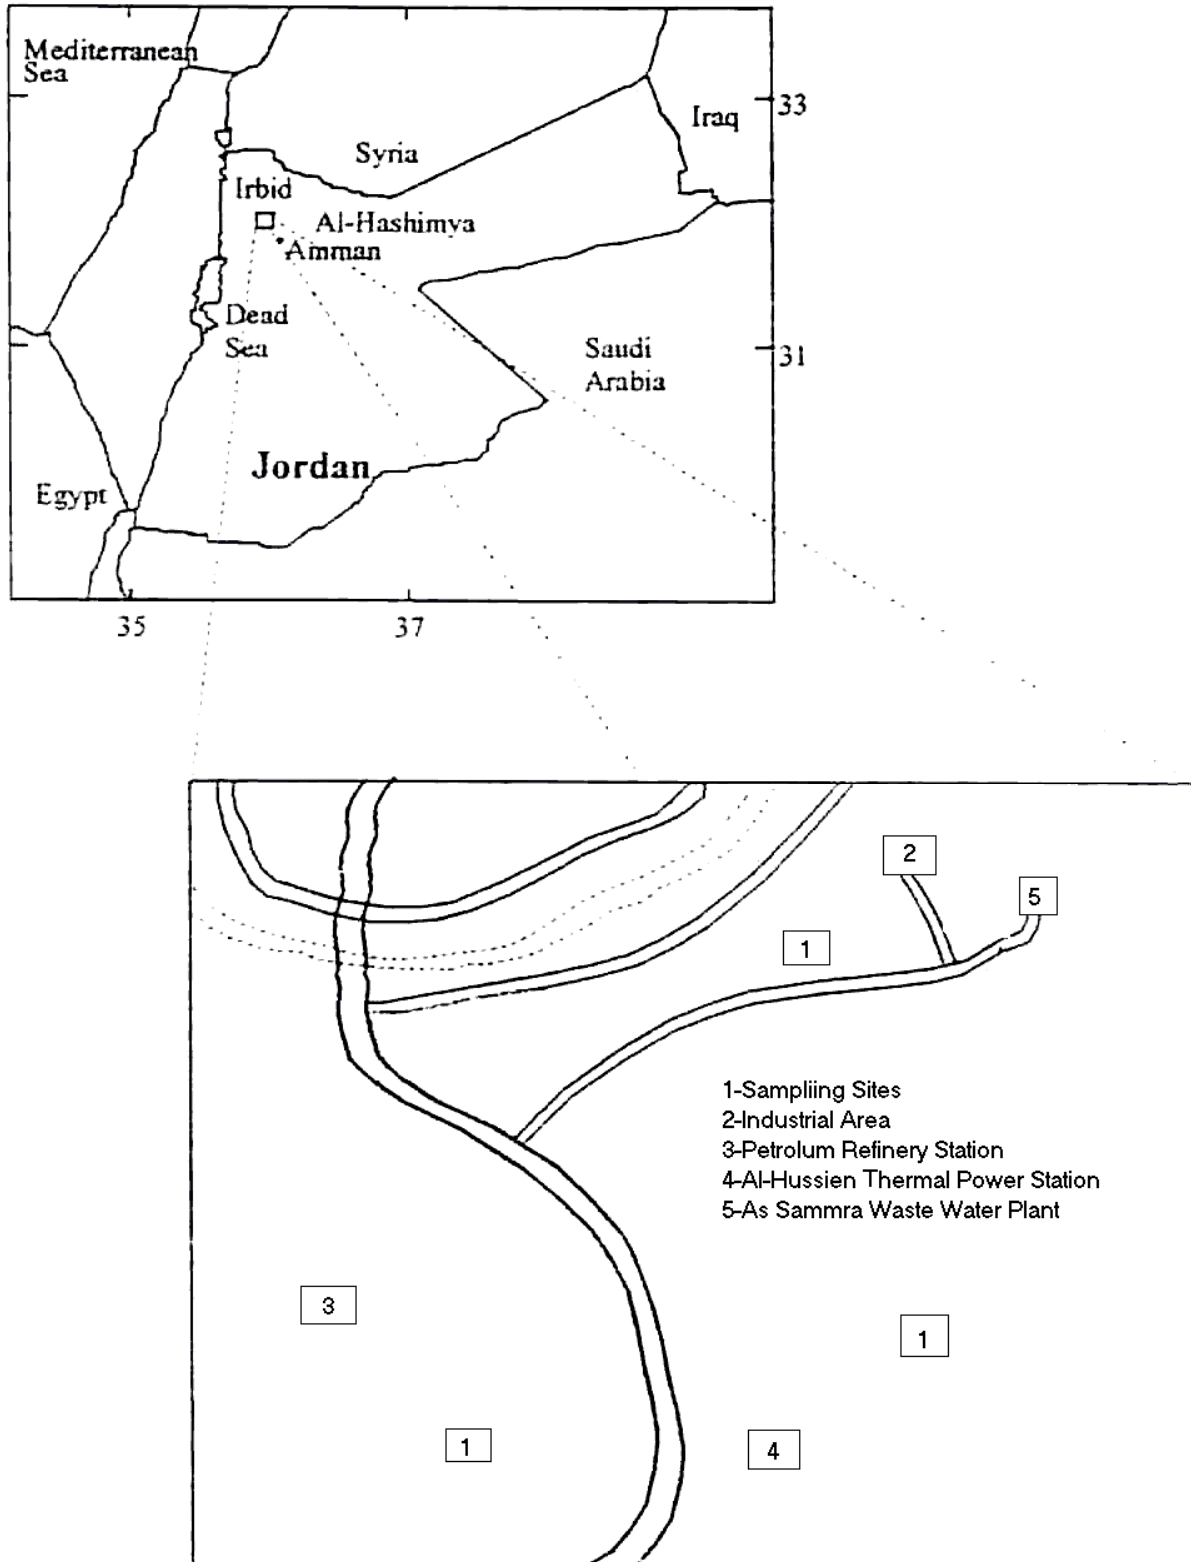 Mediterranean
Sea
33
Iraq
Syria
Irbid
Al-Hashimya
Amman
Dead
Sea
31
Saudi
Arabia
Jordan
Egypt
35
37
2
5
1
1-Sampliing Sites
2-Industrial Area
3-Petrolum Refinery Station
4-Al-Hussien Thermal Power Station
5-As Sammra Waste Water Plant
3
1
1
4